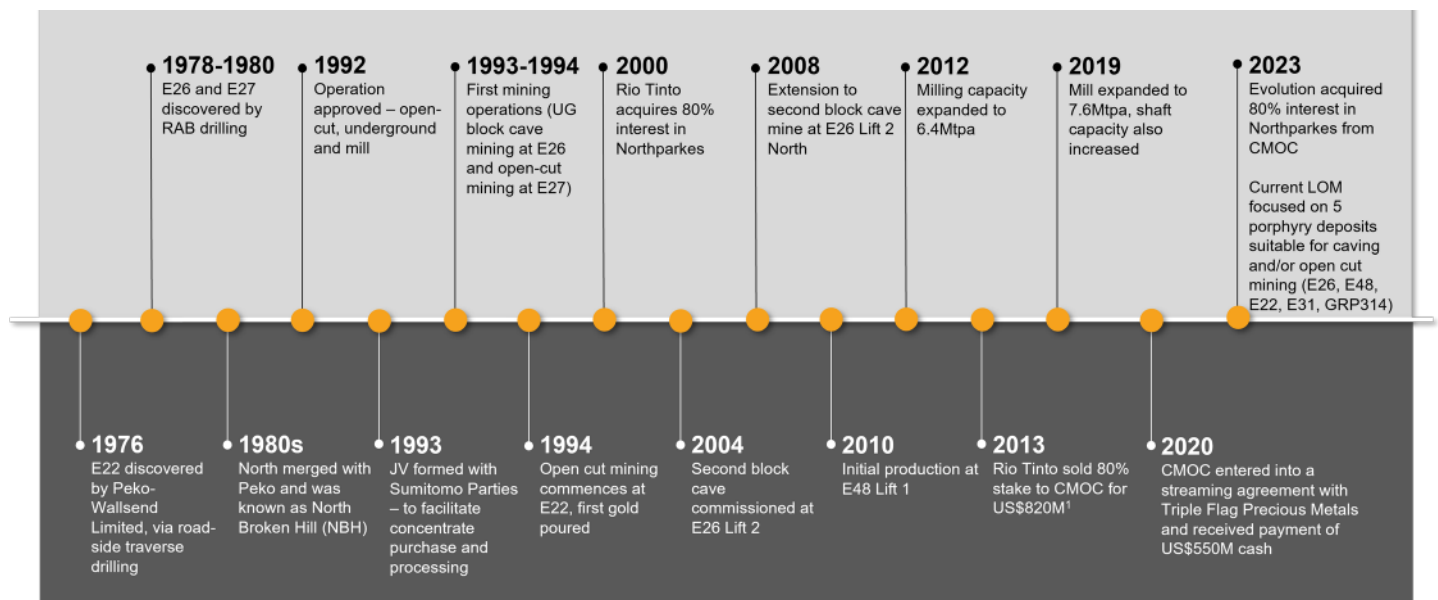 1978-1980
E26 and E27
discovered by
RAB drilling
1992
Operation
approved – open-
cut, underground
and mill
1993-1994
First mining
operations (UG
block cave
mining at E26
and open-cut
mining at E27)
2000
Rio Tinto
acquires 80%
interest in
Northparkes
2008
Extension to
second block cave
mine at E26 Lift 2
North
2012
Milling capacity
expanded to
6.4Mtpa
2019
Mill expanded to
7.6Mtpa, shaft
capacity also
increased
2023
Evolution acquired
80% interest in
Northparkes from
CMOC
Current LOM
focused on 5
porphyry deposits
suitable for caving
and/or open cut
mining (E26, E48,
E22, E31, GRP314)
1976
E22 discovered
by Peko-
Wallsend
Limited, via road-
side traverse
drilling
1980s
North merged with
Peko and was
known as North
Broken Hill (NBH)
1993
JV formed with
Sumitomo Parties
– to facilitate
concentrate
purchase and
processing
1994
Open cut mining
commences at
E22, first gold
poured
2004
Second block
cave
commissioned at
E26 Lift 2
2010
Initial production at
E48 Lift 1
2013
Rio Tinto sold 80%
stake to CMOC for
US$820M¹
2020
CMOC entered into a
streaming agreement with
Triple Flag Precious Metals
and received payment of
US$550M cash